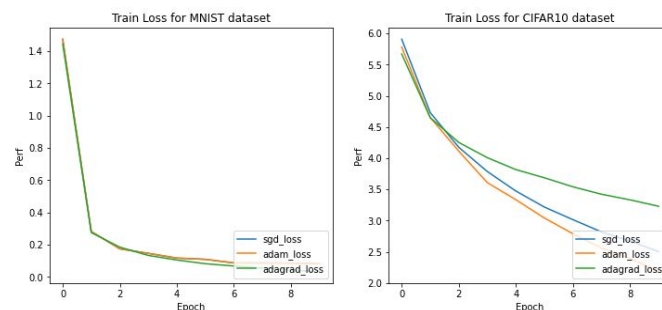 Train Loss for MNIST dataset
1.4
1.2
1.0
0.8
0.6
0.4
0.2
0.0
Perf
0 2 4 6 8
Epoch
sgd_loss
adam_loss
adagrad_loss
Train Loss for CIFAR10 dataset
6.0
5.5
5.0
4.5
4.0
3.5
3.0
2.5
2.0
Perf
0 2 4 6 8
Epoch
sgd_loss
adam_loss
adagrad_loss